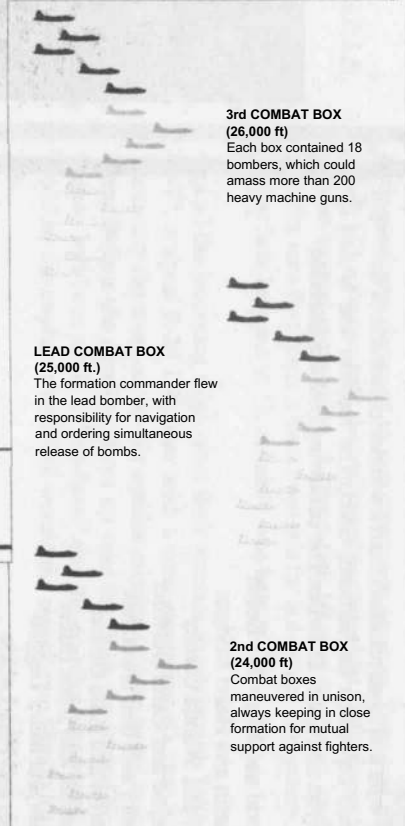 3rd COMBAT BOX
(26,000 ft)
Each box contained 18
bombers, which could
amass more than 200
heavy machine guns.
LEAD COMBAT BOX
(25,000 ft.)
The formation commander flew
in the lead bomber, with
responsibility for navigation
and ordering simultaneous
release of bombs.
2nd COMBAT BOX
(24,000 ft)
Combat boxes
maneuvered in unison,
always keeping in close
formation for mutual
support against fighters.